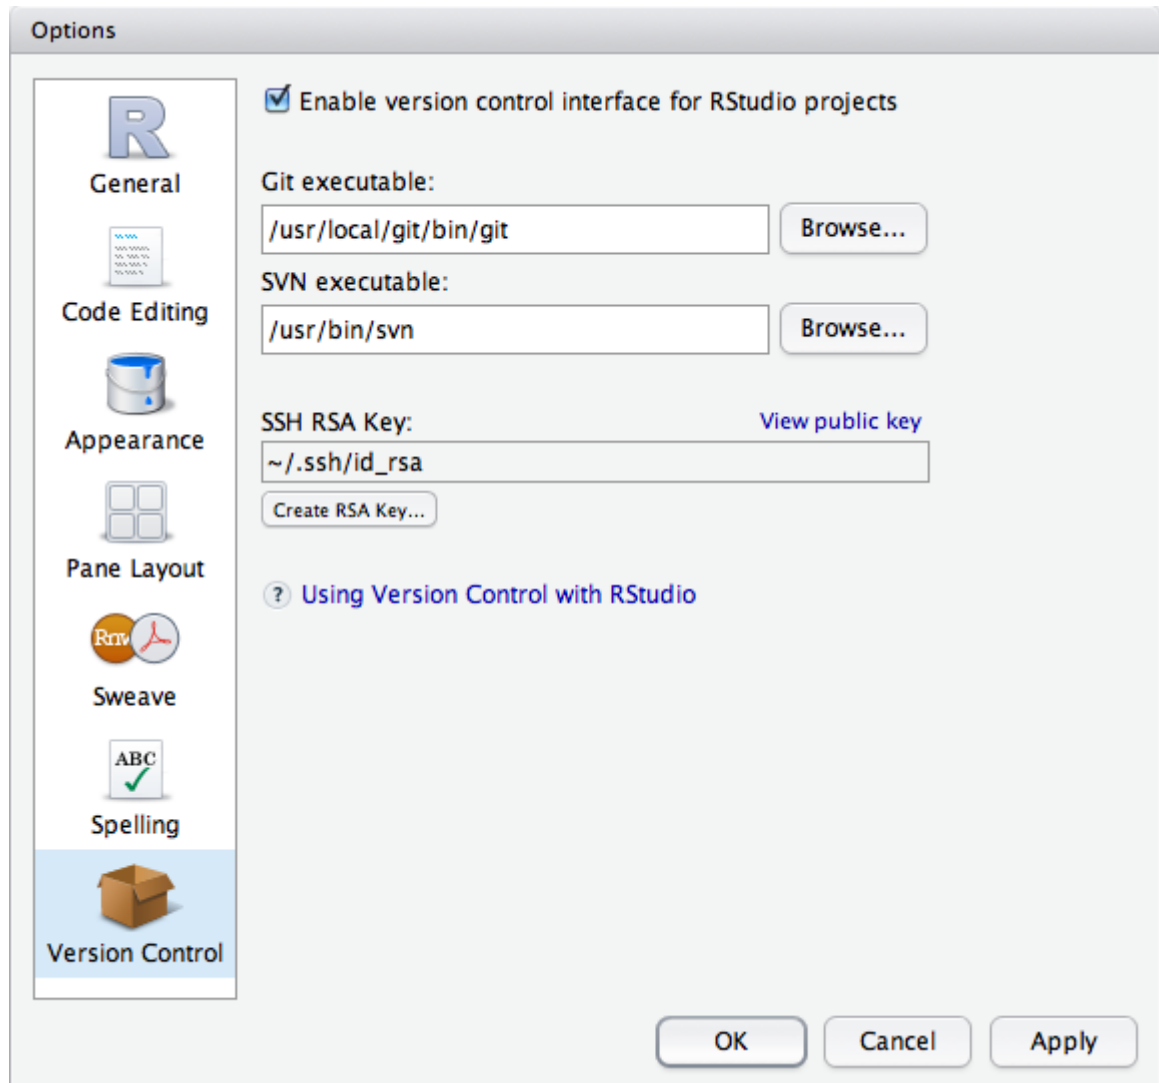 Options
R
General
Code Editing
Appearance
Pane Layout
Rnw
Sweave
ABC
Spelling
Version Control
Enable version control interface for RStudio projects
Git executable:
/usr/local/git/bin/git
Browse...
SVN executable:
/usr/bin/svn
Browse...
SSH RSA Key:
View public key
~/.ssh/id_rsa
Create RSA Key...
? Using Version Control with RStudio
OK
Cancel
Apply